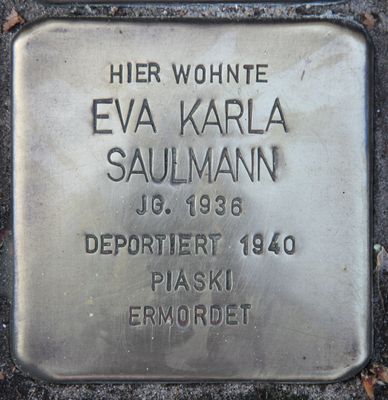 HIER WOHNTE
EVA KARLA
SAULMANN
JG. 1936
DEPORTIERT 1940
PIASKI
ERMORDET